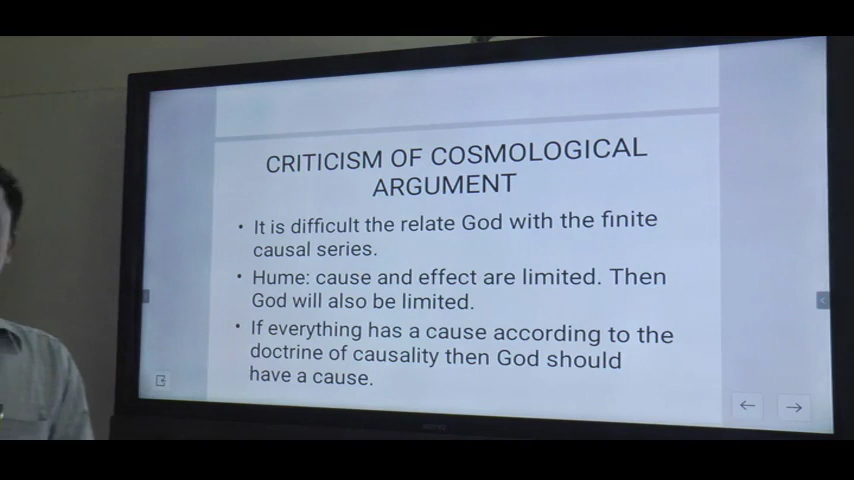 CRITICISM OF COSMOLOGICAL
ARGUMENT
• It is difficult the relate God with the finite
causal series.
• Hume: cause and effect are limited. Then
God will also be limited.
• If everything has a cause according to the
doctrine of causality then God should
have a cause.